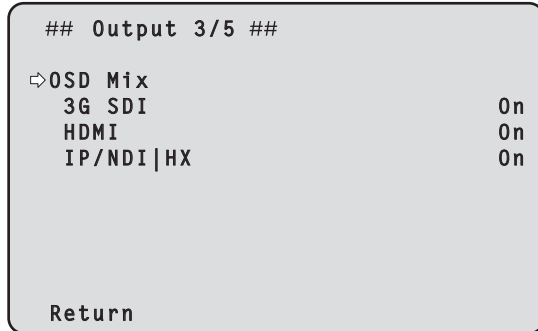 ## Output 3/5 ##
⇨OSD Mix
3G SDI On
HDMI On
IP/NDI|HX On
Return